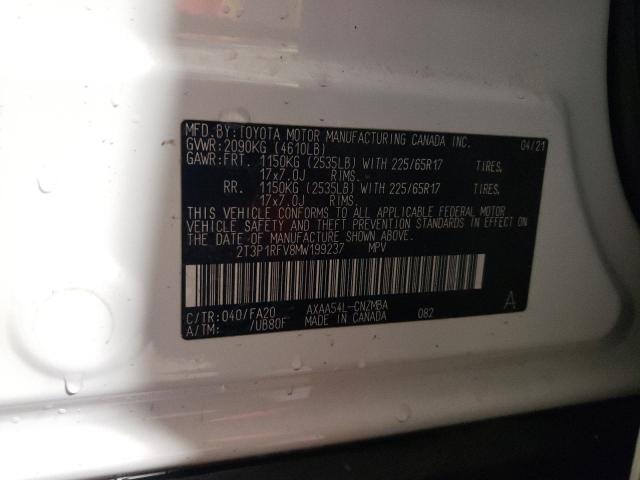 MFD.BY:TOYOTA MOTOR MANUFACTURING CANADA INC. 04/21
GVWR:2090KG (4610LB)
GAWR:FRT. 1150KG (2535LB) WITH 225/65R17 TIRES.
17x7.0J RIMS.
RR. 1150KG (2535LB) WITH 225/65R17 TIRES.
17x7.0J RIMS.
THIS VEHICLE CONFORMS TO ALL APPLICABLE FEDERAL MOTOR
VEHICLE SAFETY AND THEFT PREVENTION STANDARDS IN EFFECT
ON THE DATE OF MANUFACTURE SHOWN ABOVE.
2T3P1RFV8MW199237 MPV
C/TR:040/FA20 AXAA54L-CNZMBA 082 A
A/TM: /UB80F MADE IN CANADA